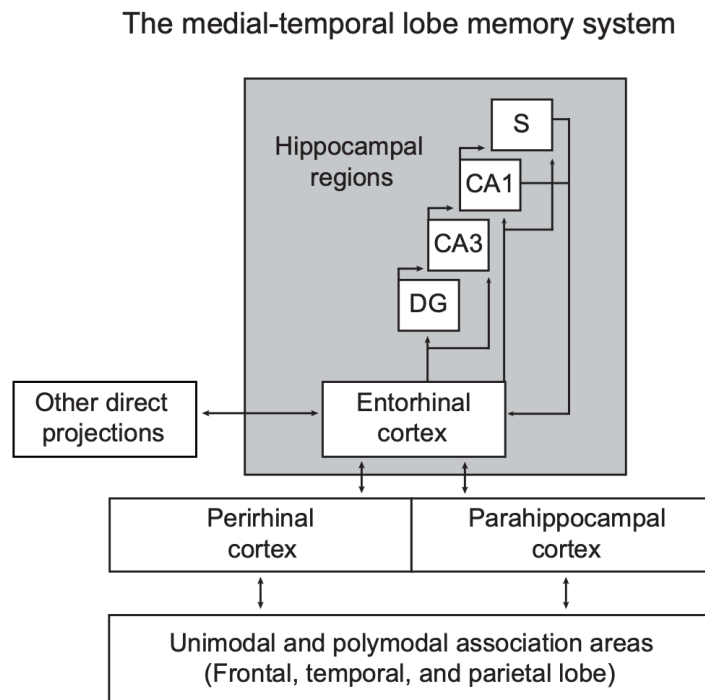 The medial-temporal lobe memory system
Hippocampal
regions
S
CA1
CA3
DG
Other direct
projections
Entorhinal
cortex
Perirhinal
cortex
Parahippocampal
cortex
Unimodal and polymodal association areas
(Frontal, temporal, and parietal lobe)